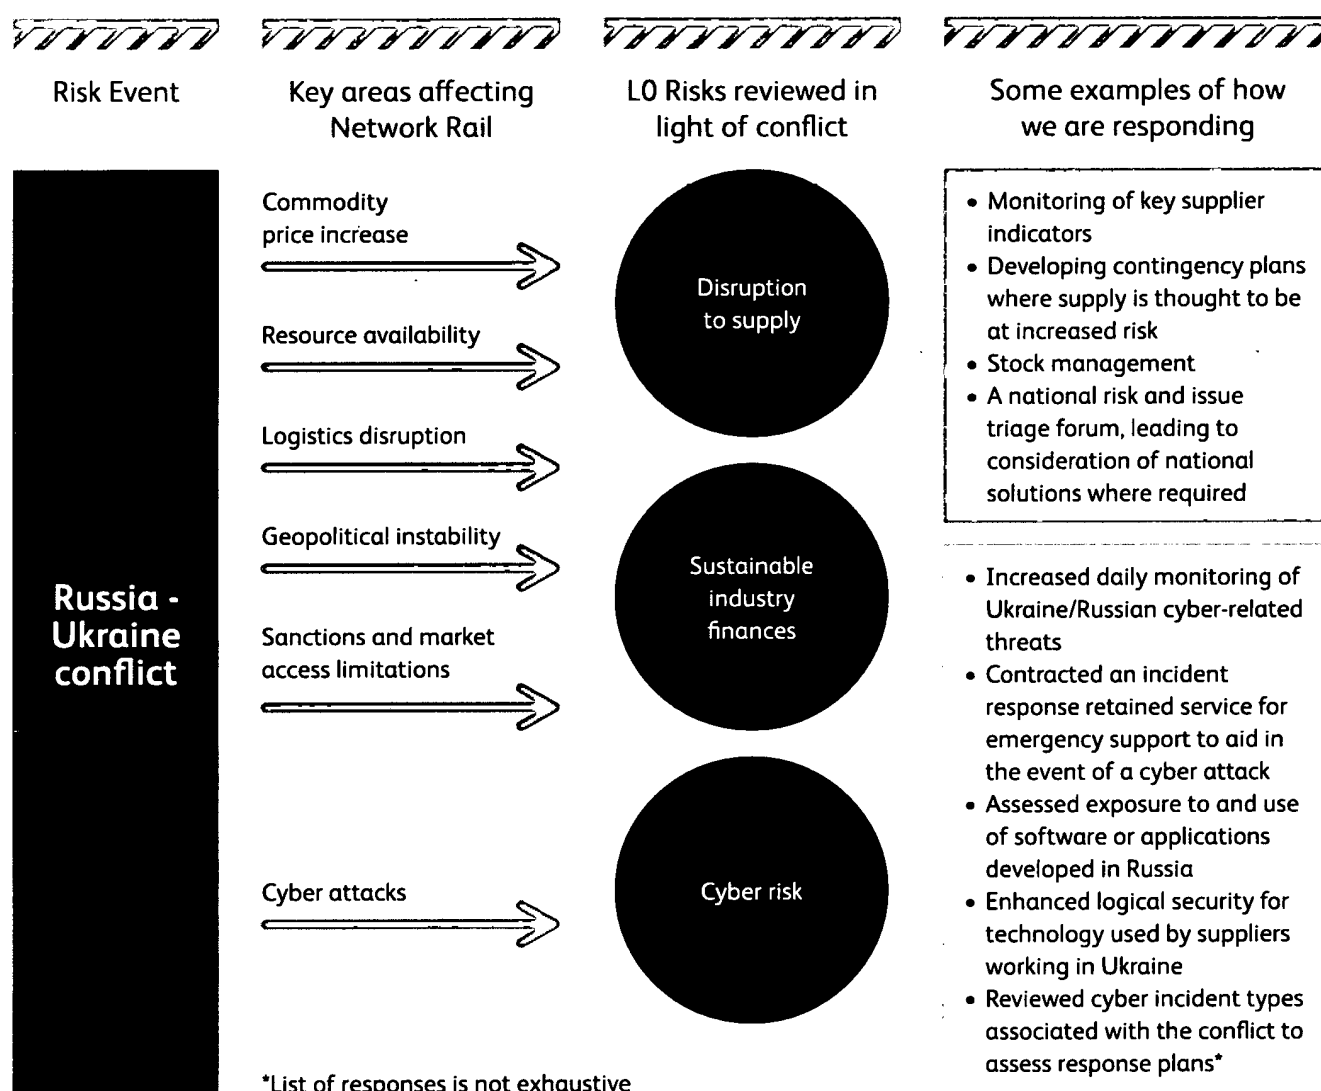 Risk Event
Key areas affecting
Network Rail
L0 Risks reviewed in
light of conflict
Some examples of how
we are responding
Russia -
Ukraine
conflict
Commodity
price increase
Resource availability
Logistics disruption
Geopolitical instability
Sanctions and market
access limitations
Cyber attacks
Disruption
to supply
Sustainable
industry
finances
Cyber risk
• Monitoring of key supplier
indicators
• Developing contingency plans
where supply is thought to be
at increased risk
• Stock management
• A national risk and issue
triage forum, leading to
consideration of national
solutions where required
• Increased daily monitoring of
Ukraine/Russian cyber-related
threats
• Contracted an incident
response retained service for
emergency support to aid in
the event of a cyber attack
• Assessed exposure to and use
of software or applications
developed in Russia
• Enhanced logical security for
technology used by suppliers
working in Ukraine
• Reviewed cyber incident types
associated with the conflict to
assess response plans*
*List of responses is not exhaustive